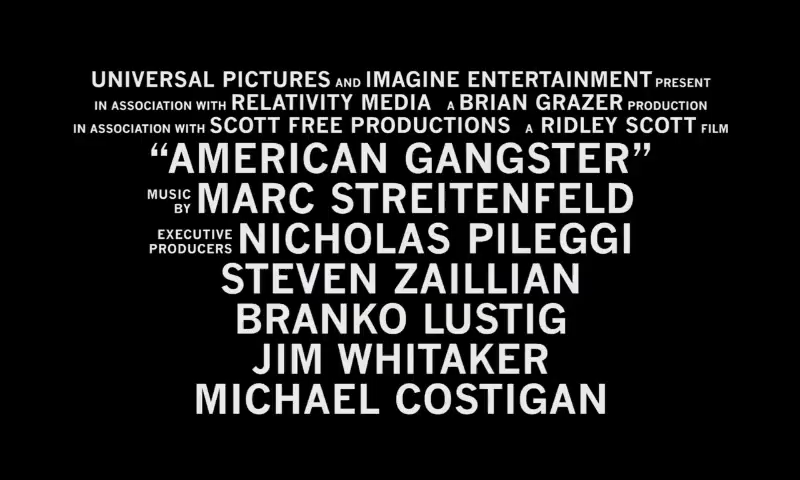 UNIVERSAL PICTURES AND IMAGINE ENTERTAINMENT PRESENT
IN ASSOCIATION WITH RELATIVITY MEDIA A BRIAN GRAZER PRODUCTION
IN ASSOCIATION WITH SCOTT FREE PRODUCTIONS A RIDLEY SCOTT FILM
“AMERICAN GANGSTER”
MUSIC BY MARC STREITENFELD
EXECUTIVE PRODUCERS NICHOLAS PILEGGI
STEVEN ZAILLIAN
BRANKO LUSTIG
JIM WHITAKER
MICHAEL COSTIGAN